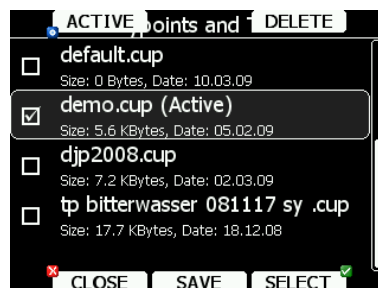 ACTIVE points and T DELETE
default.cup
Size: 0 Bytes, Date: 10.03.09
demo.cup (Active)
Size: 5.6 KBytes, Date: 05.02.09
djp2008.cup
Size: 7.2 KBytes, Date: 02.03.09
tp bitterwasser 081117 sy .cup
Size: 17.7 KBytes, Date: 18.12.08
CLOSE SAVE SELECT